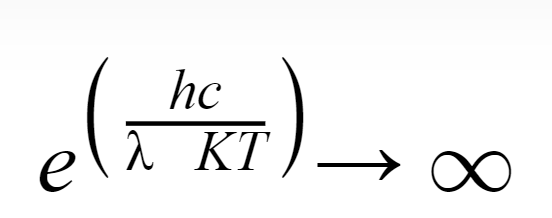 e^(hc/λ KT) → ∞